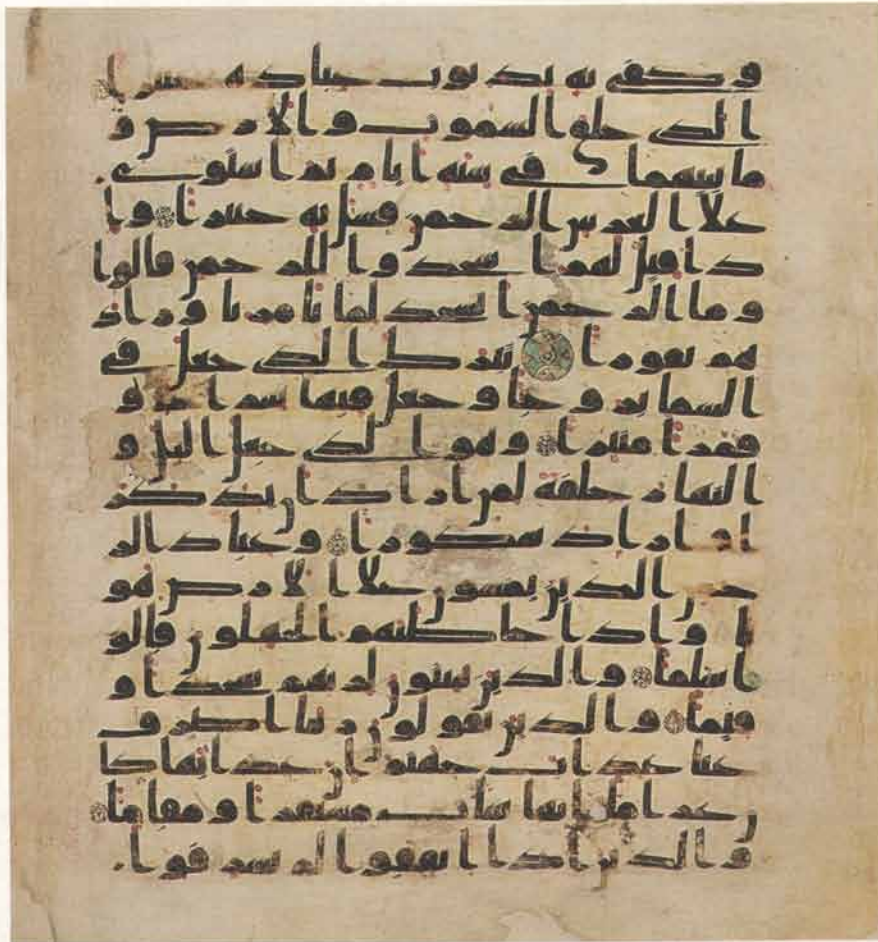 وكفى به بذنوب عباده خبيرا
الذي خلق السموت والارض و
ما بينهما في ستة ايام ثم استوى
علا العرش الرحمن فسل به خبيرا وا
ذا قيل لهم اسجدوا للرحمن قالوا
وما الرحمن انسجد لما تامرنا وزاد
هم نفورا تبرك الذي جعل في
السما بروجا وجعل فيها سرجا و
قمرا منيرا وهو الذي جعل اليل و
النهار خلفة لمن اراد ان يذكر
او اراد شكورا وعباد الر
حمن الذين يمشون علا الارض هو
نا واذا خاطبهم الجهلون قالو
ا سلما والذين يبيتون لربهم سجدا و
قيما والذين يقولون ربنا اصرف
عنا عذاب جهنم ان عذابها كا
ن غراما انها سات مستقرا ومقاما
والذين اذا انفقوا لم يسرفوا